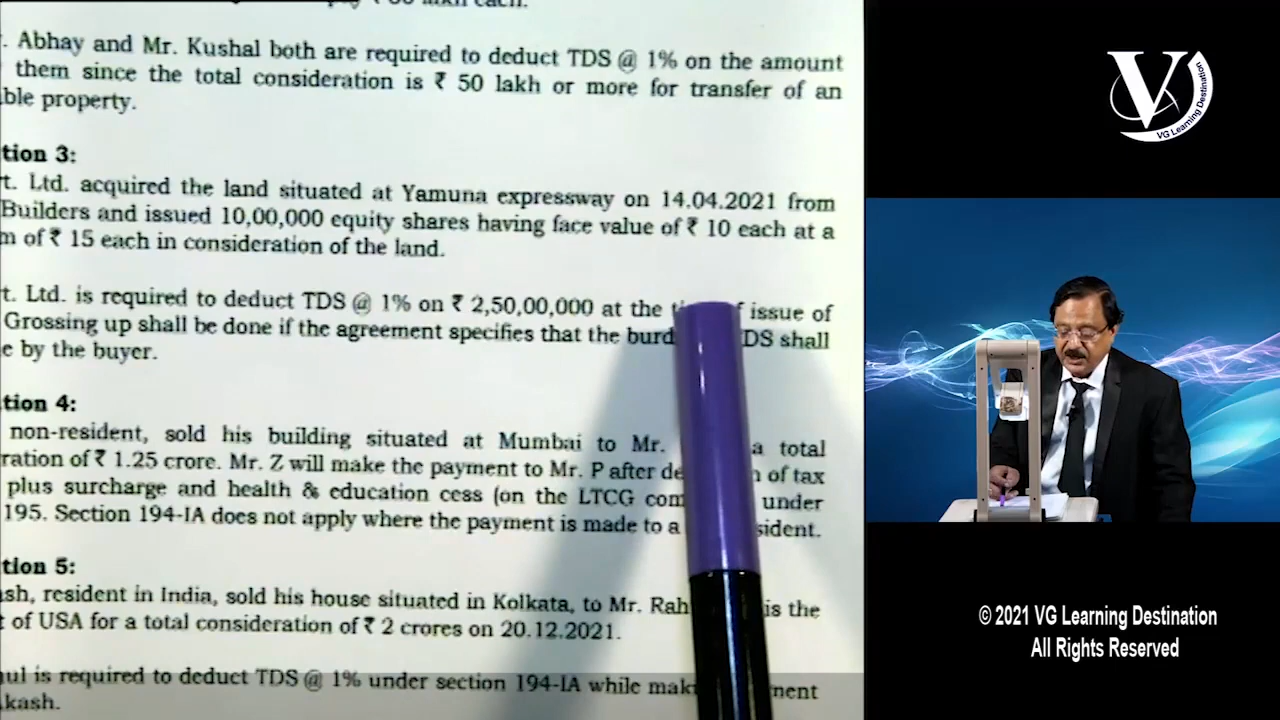 . Abhay and Mr. Kushal both are required to deduct TDS @ 1% on the amount
them since the total consideration is ₹ 50 lakh or more for transfer of an
ble property.
tion 3:
t. Ltd. acquired the land situated at Yamuna expressway on 14.04.2021 from
Builders and issued 10,00,000 equity shares having face value of ₹ 10 each at a
m of ₹ 15 each in consideration of the land.
t. Ltd. is required to deduct TDS @ 1% on ₹ 2,50,00,000 at the issue of
Grossing up shall be done if the agreement specifies that the burd DS shall
e by the buyer.
tion 4:
non-resident, sold his building situated at Mumbai to Mr. a total
ration of ₹ 1.25 crore. Mr. Z will make the payment to Mr. P after de of tax
plus surcharge and health & education cess (on the LTCG com under
195. Section 194-IA does not apply where the payment is made to a sident.
tion 5:
ash, resident in India, sold his house situated in Kolkata, to Mr. Rah is the
t of USA for a total consideration of ₹ 2 crores on 20.12.2021.
ul is required to deduct TDS @ 1% under section 194-IA while mak ment
kash.
V
VG Learning Destination
© 2021 VG Learning Destination
All Rights Reserved